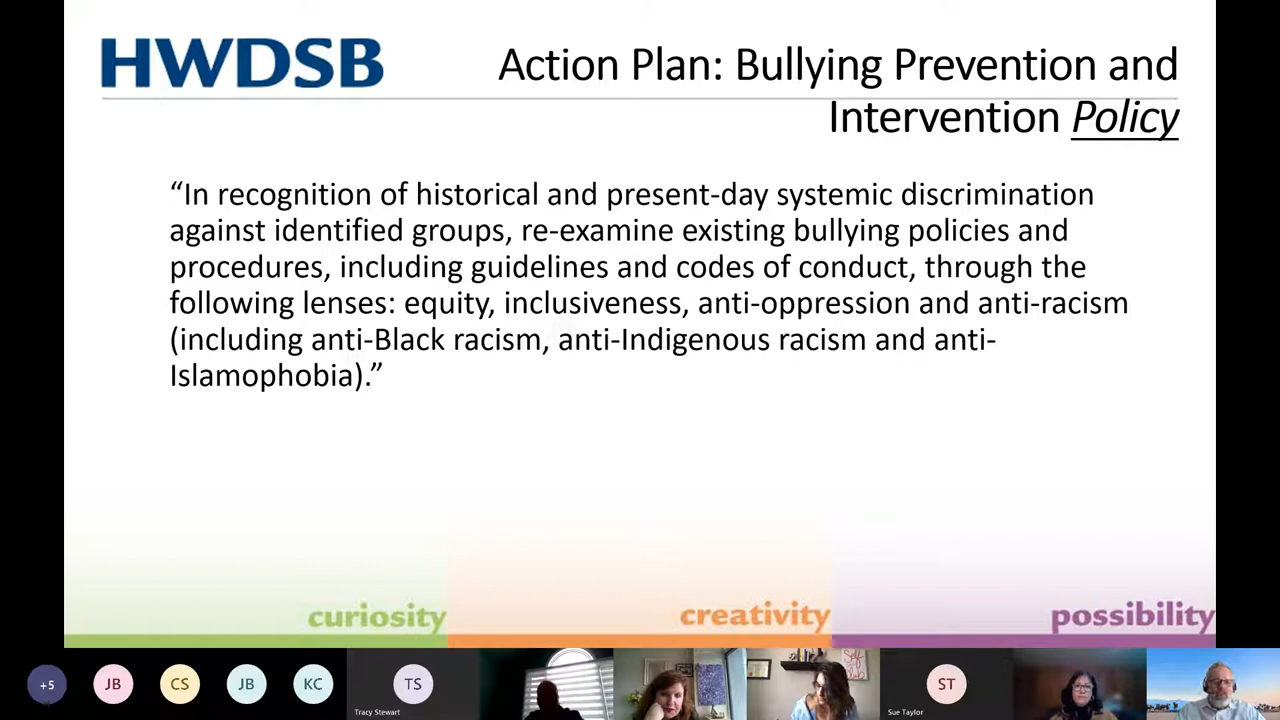 HWDSB
Action Plan: Bullying Prevention and
Intervention Policy
“In recognition of historical and present-day systemic discrimination
against identified groups, re-examine existing bullying policies and
procedures, including guidelines and codes of conduct, through the
following lenses: equity, inclusiveness, anti-oppression and anti-racism
(including anti-Black racism, anti-Indigenous racism and anti-
Islamophobia).”
curiosity
creativity
possibility
+5
JB
CS
JB
KC
TS
Tracy Stewart
ST
Sue Taylor